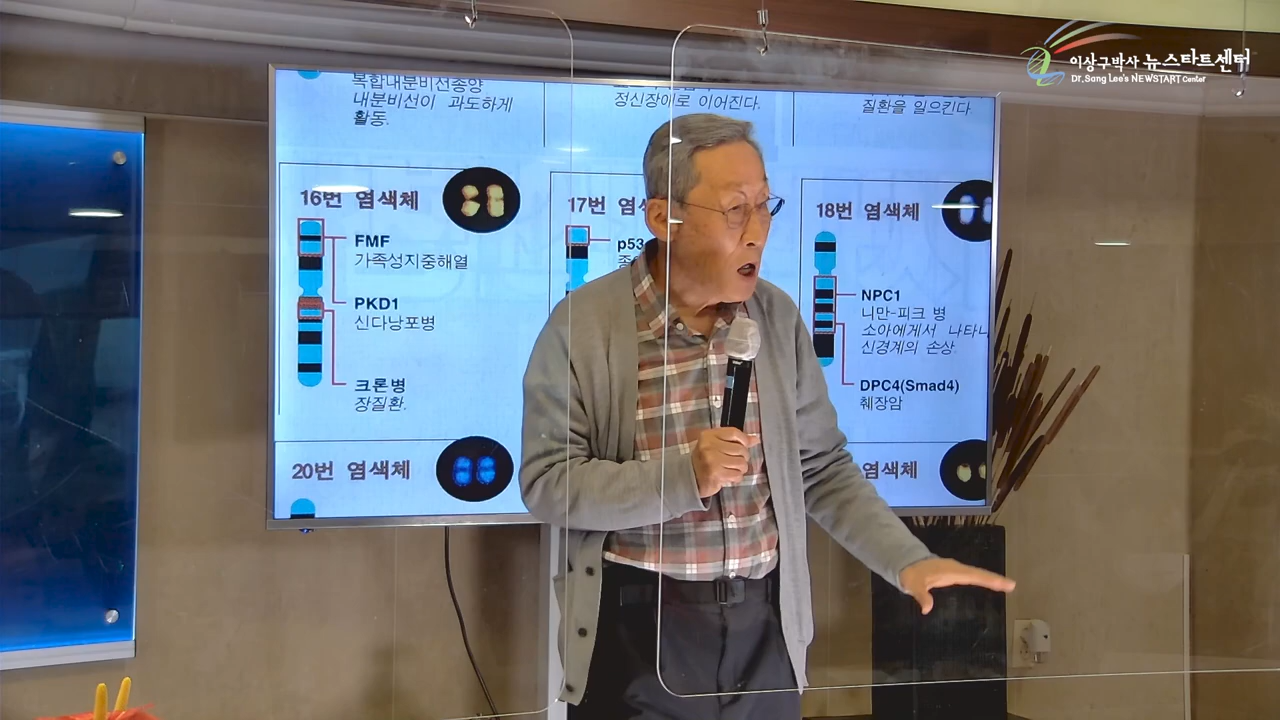 이상구박사 뉴스타트센터
Dr. Sang Lee's NEWSTART Center
복합내분비선종양
내분비선이 과도하게
활동.
정신장애로 이어진다.
질환을 일으킨다.
16번 염색체
FMF
가족성지중해열
PKD1
신다낭포병
크론병
장질환.
17번
p53
18번 염색체
NPC1
니만-피크 병
소아에게서 나타나
신경계의 손상.
DPC4(Smad4)
췌장암
20번 염색체
염색체